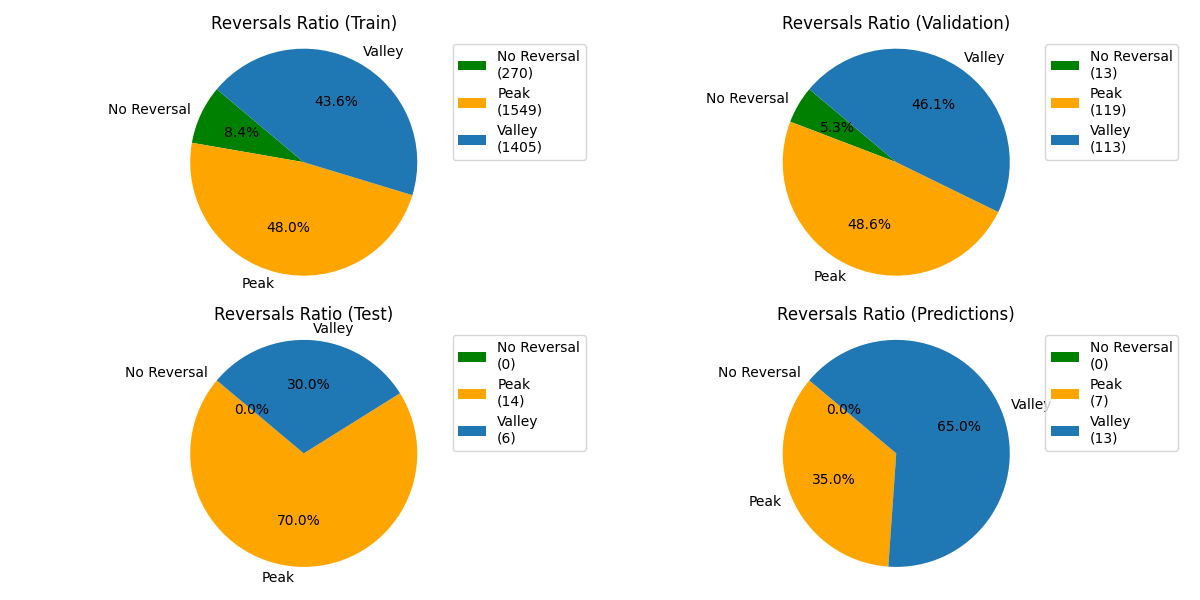 Reversals Ratio (Train)
Valley
No Reversal
43.6%
8.4%
48.0%
Peak
No Reversal
(270)
Peak
(1549)
Valley
(1405)
Reversals Ratio (Validation)
Valley
No Reversal
46.1%
5.3%
48.6%
Peak
No Reversal
(13)
Peak
(119)
Valley
(113)
Reversals Ratio (Test)
Valley
No Reversal
30.0%
0.0%
70.0%
Peak
No Reversal
(0)
Peak
(14)
Valley
(6)
Reversals Ratio (Predictions)
No Reversal
0.0%
Valley
65.0%
35.0%
Peak
No Reversal
(0)
Peak
(7)
Valley
(13)